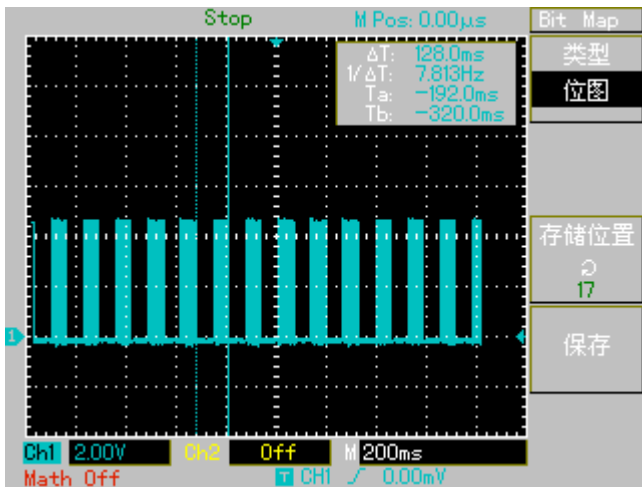 Stop M Pos: 0.00μs Bit Map
ΔT: 128.0ms
1/ΔT: 7.813Hz
Ta: -192.0ms
Tb: -320.0ms
类型
位图
存储位置
17
保存
1
Ch1 2.00V Ch2 Off M 200ms
Math Off T CH1 0.00mV